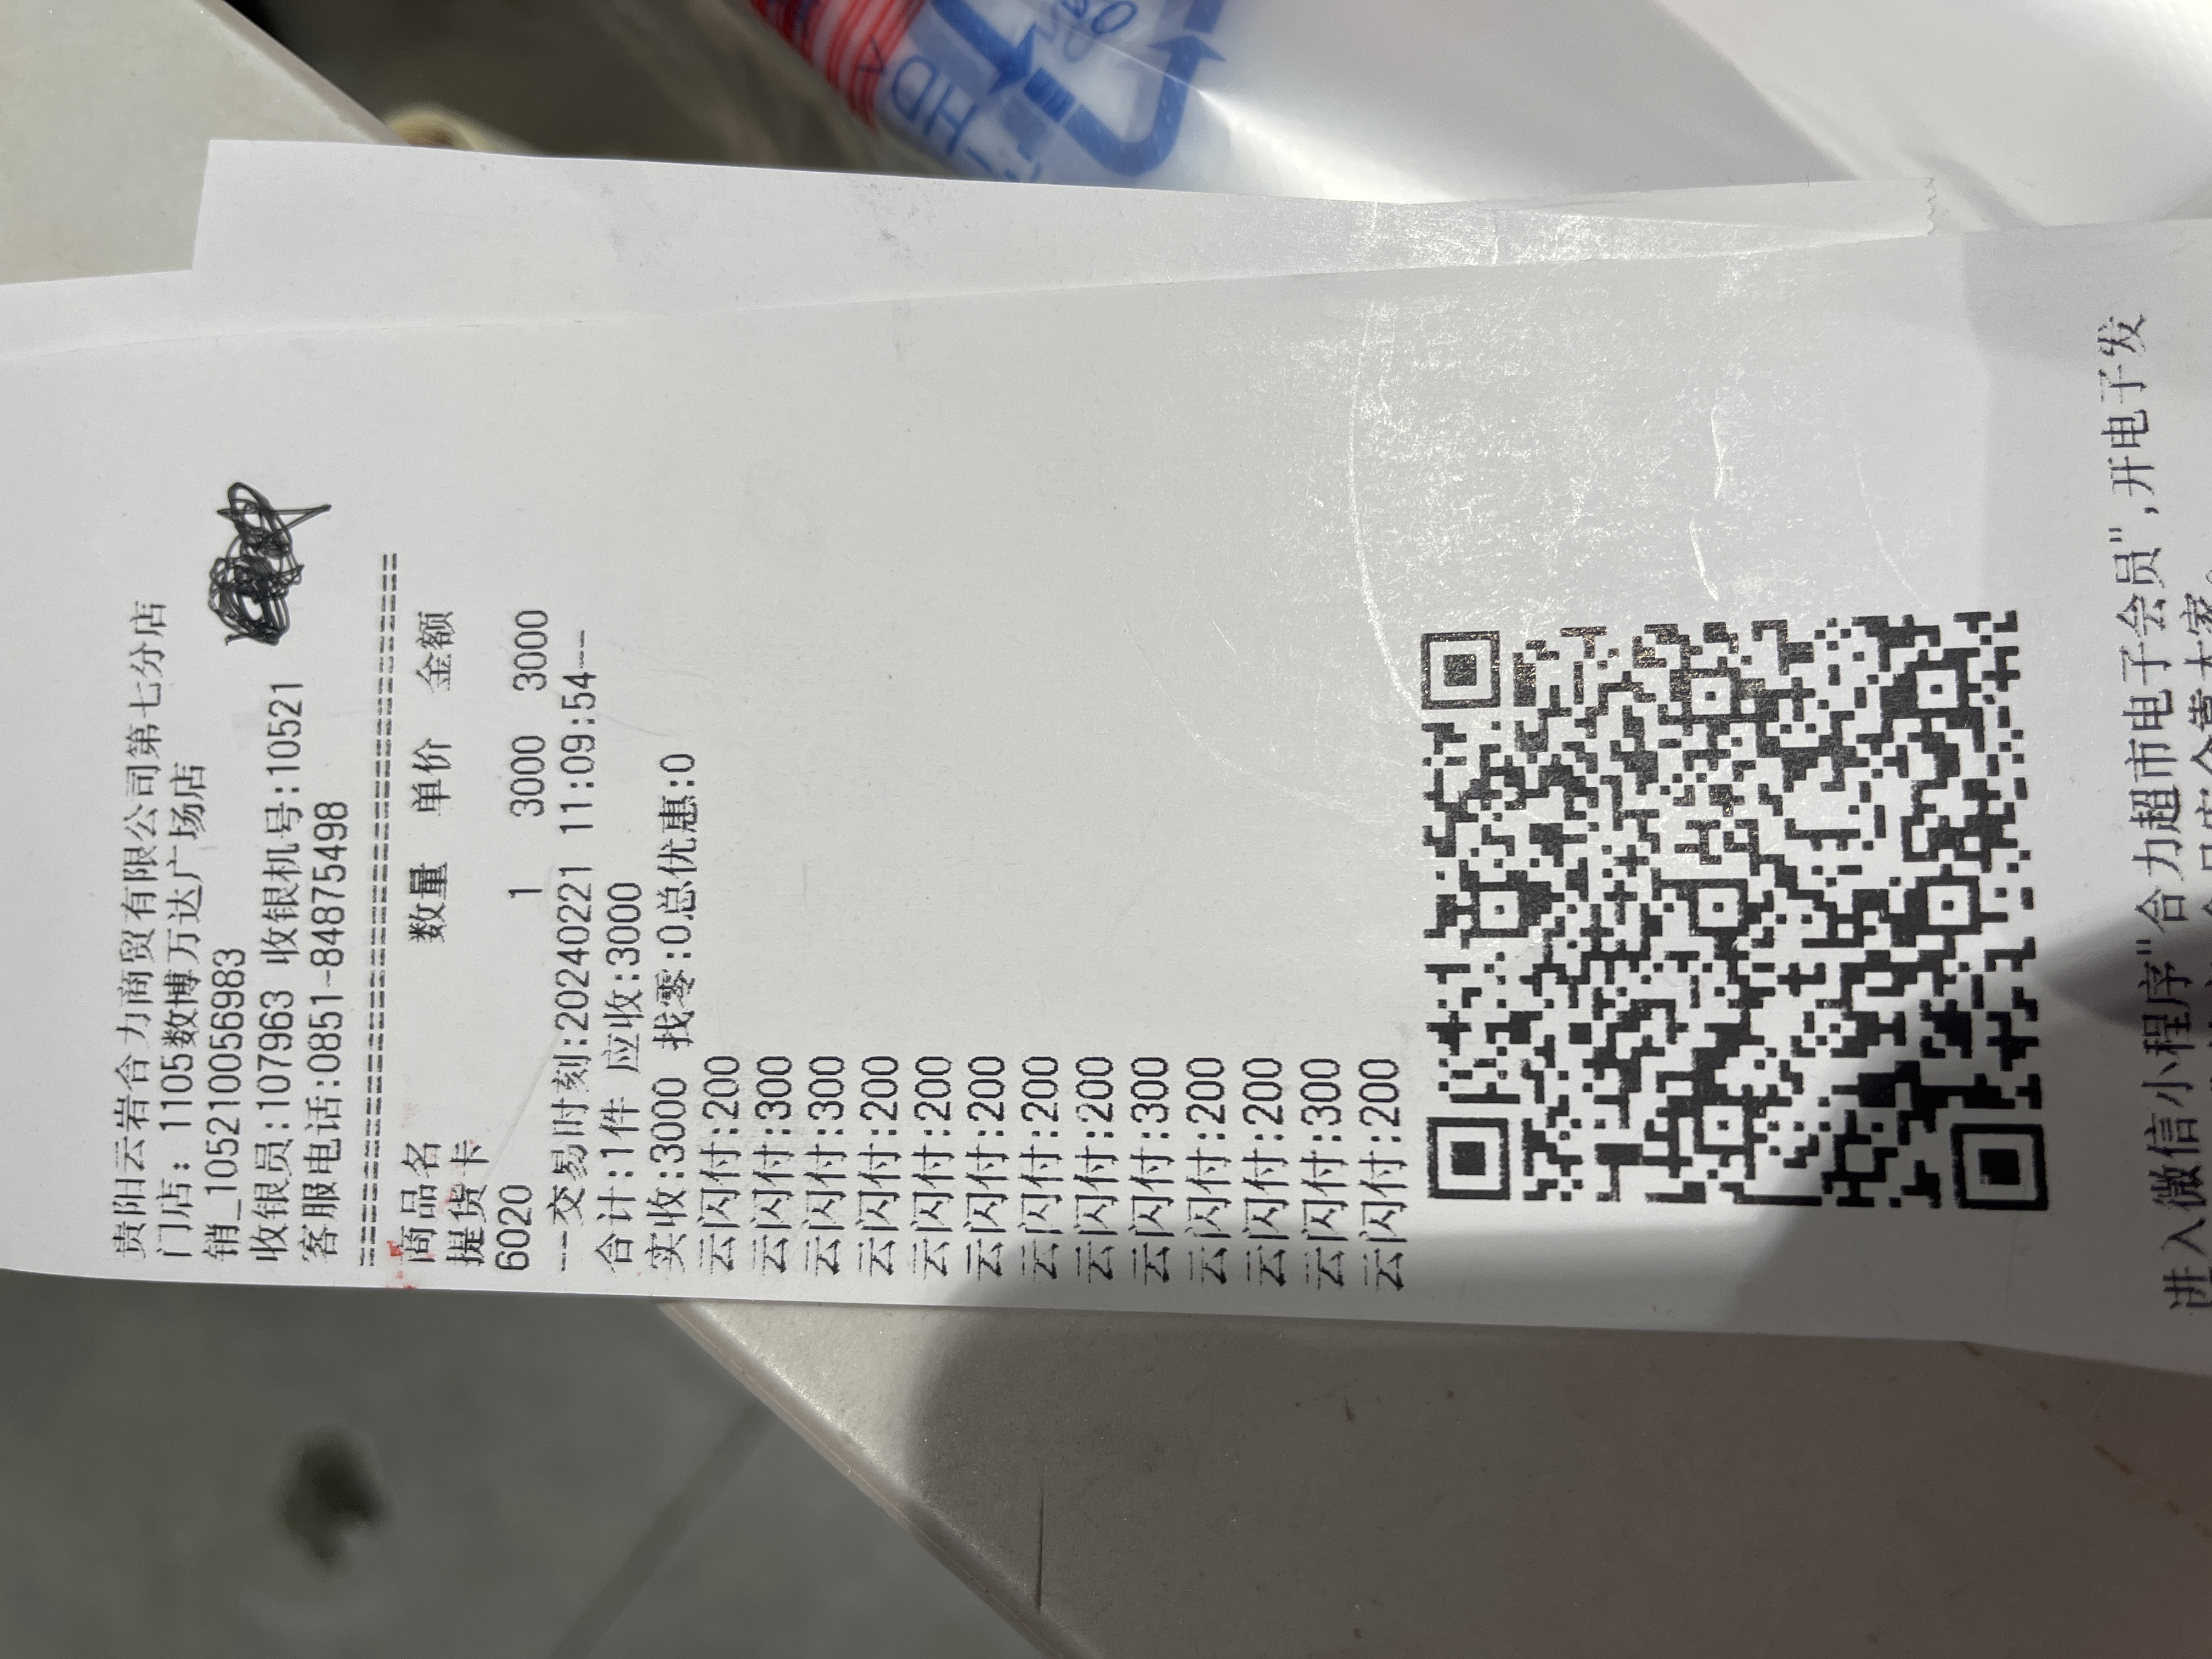 贵阳云岩合力商贸有限公司第七分店
门店: 1105数博万达广场店
销_105210056983
收银员:107963 收银机号:10521
客服电话:0851-84875498
商品名 数量 单价 金额
提货卡
6020 1 3000 3000
--交易时刻:20240221 11:09:54--
合计:1件 应收:3000
实收:3000 找零:0总优惠:0
云闪付:200
云闪付:300
云闪付:300
云闪付:200
云闪付:200
云闪付:200
云闪付:200
云闪付:200
云闪付:300
云闪付:200
云闪付:200
云闪付:300
云闪付:200
进入微信小程序"合力超市电子会员",开电子发